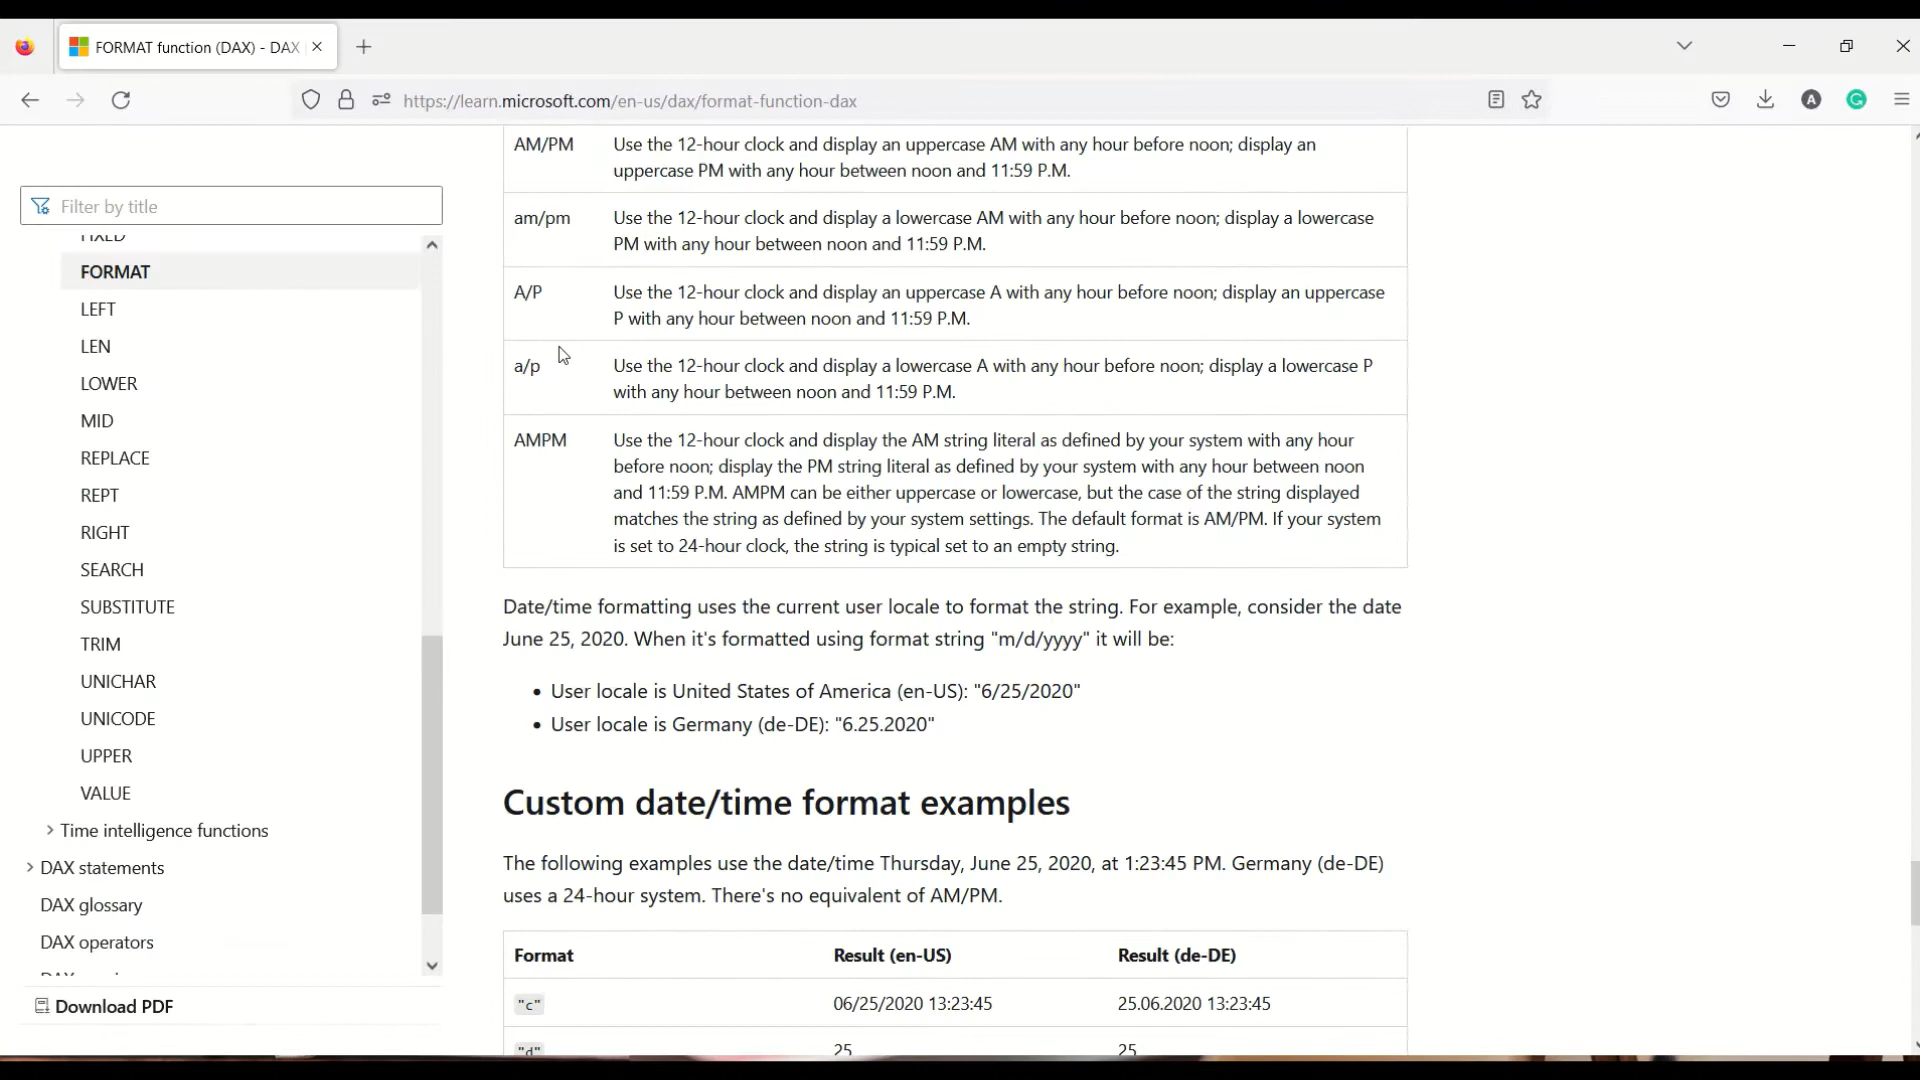 FORMAT function (DAX) - DAX
https://learn.microsoft.com/en-us/dax/format-function-dax
A
G
Filter by title
FIXED
FORMAT
LEFT
LEN
LOWER
MID
REPLACE
REPT
RIGHT
SEARCH
SUBSTITUTE
TRIM
UNICHAR
UNICODE
UPPER
VALUE
Time intelligence functions
DAX statements
DAX glossary
DAX operators
Download PDF
AM/PM Use the 12-hour clock and display an uppercase AM with any hour before noon; display an
uppercase PM with any hour between noon and 11:59 P.M.
am/pm Use the 12-hour clock and display a lowercase AM with any hour before noon; display a lowercase
PM with any hour between noon and 11:59 P.M.
A/P Use the 12-hour clock and display an uppercase A with any hour before noon; display an uppercase
P with any hour between noon and 11:59 P.M.
a/p Use the 12-hour clock and display a lowercase A with any hour before noon; display a lowercase P
with any hour between noon and 11:59 P.M.
AMPM Use the 12-hour clock and display the AM string literal as defined by your system with any hour
before noon; display the PM string literal as defined by your system with any hour between noon
and 11:59 P.M. AMPM can be either uppercase or lowercase, but the case of the string displayed
matches the string as defined by your system settings. The default format is AM/PM. If your system
is set to 24-hour clock, the string is typical set to an empty string.
Date/time formatting uses the current user locale to format the string. For example, consider the date
June 25, 2020. When it's formatted using format string "m/d/yyyy" it will be:
• User locale is United States of America (en-US): "6/25/2020"
• User locale is Germany (de-DE): "6.25.2020"
Custom date/time format examples
The following examples use the date/time Thursday, June 25, 2020, at 1:23:45 PM. Germany (de-DE)
uses a 24-hour system. There's no equivalent of AM/PM.
Format Result (en-US) Result (de-DE)
"c" 06/25/2020 13:23:45 25.06.2020 13:23:45
"d" 25 25